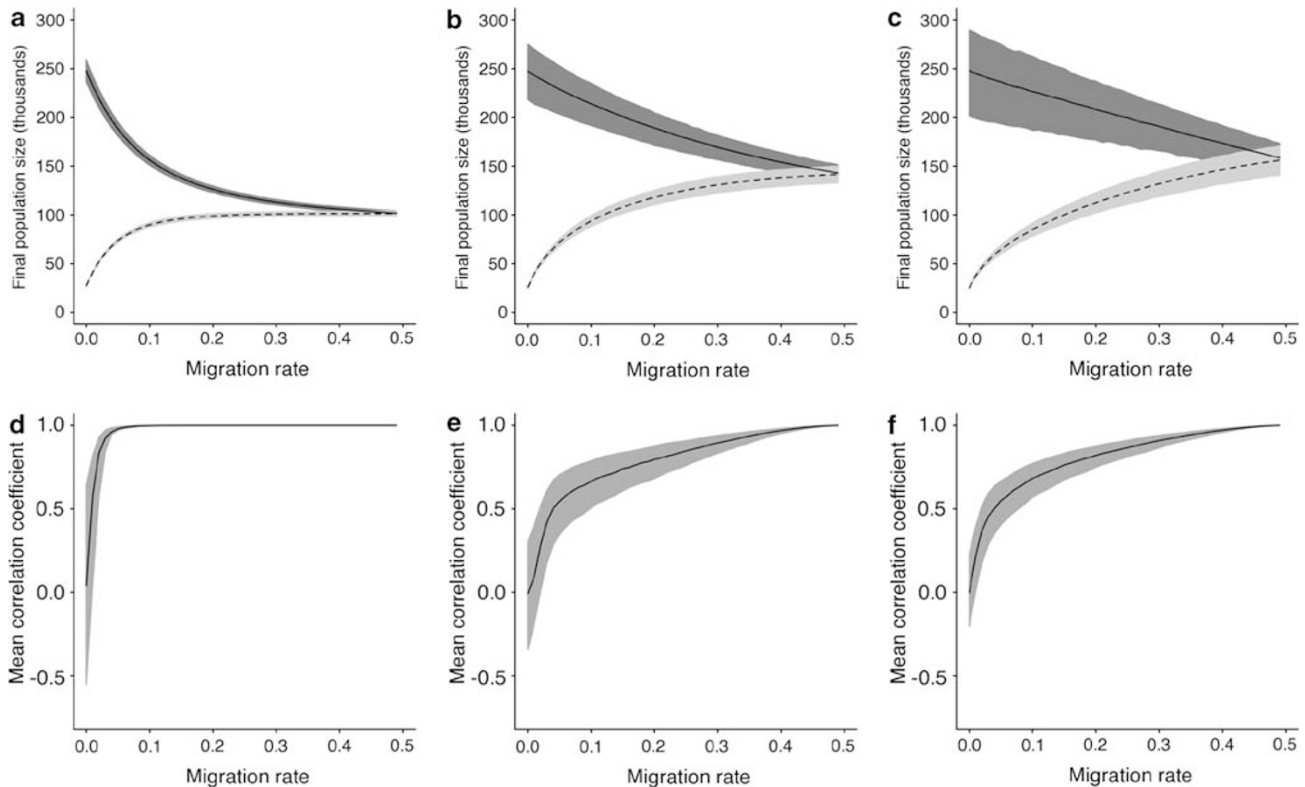 a
300
250
200
150
100
50
0
Final population size (thousands)
0.0 0.1 0.2 0.3 0.4 0.5
Migration rate
b
300
250
200
150
100
50
0
Final population size (thousands)
0.0 0.1 0.2 0.3 0.4 0.5
Migration rate
c
300
250
200
150
100
50
0
Final population size (thousands)
0.0 0.1 0.2 0.3 0.4 0.5
Migration rate
d
1.0
0.5
0.0
-0.5
Mean correlation coefficient
0.0 0.1 0.2 0.3 0.4 0.5
Migration rate
e
1.0
0.5
0.0
-0.5
Mean correlation coefficient
0.0 0.1 0.2 0.3 0.4 0.5
Migration rate
f
1.0
0.5
0.0
-0.5
Mean correlation coefficient
0.0 0.1 0.2 0.3 0.4 0.5
Migration rate